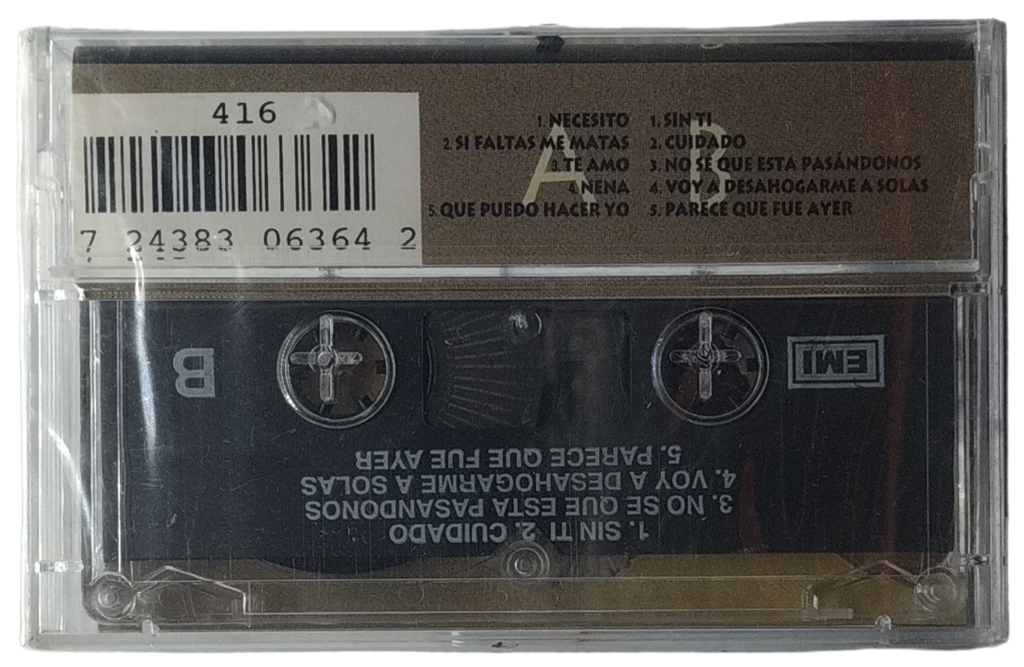 416
7 24383 06364 2
A
1. NECESITO
2. SI FALTAS ME MATAS
3. TE AMO
4. NENA
5. QUE PUEDO HACER YO
B
1. SIN TI
2. CUIDADO
3. NO SE QUE ESTA PASÁNDONOS
4. VOY A DESAHOGARME A SOLAS
5. PARECE QUE FUE AYER
B
EMI
1. SIN TI 2. CUIDADO
3. NO SE QUE ESTA PASANDONOS
4. VOY A DESAHOGARME A SOLAS
5. PARECE QUE FUE AYER